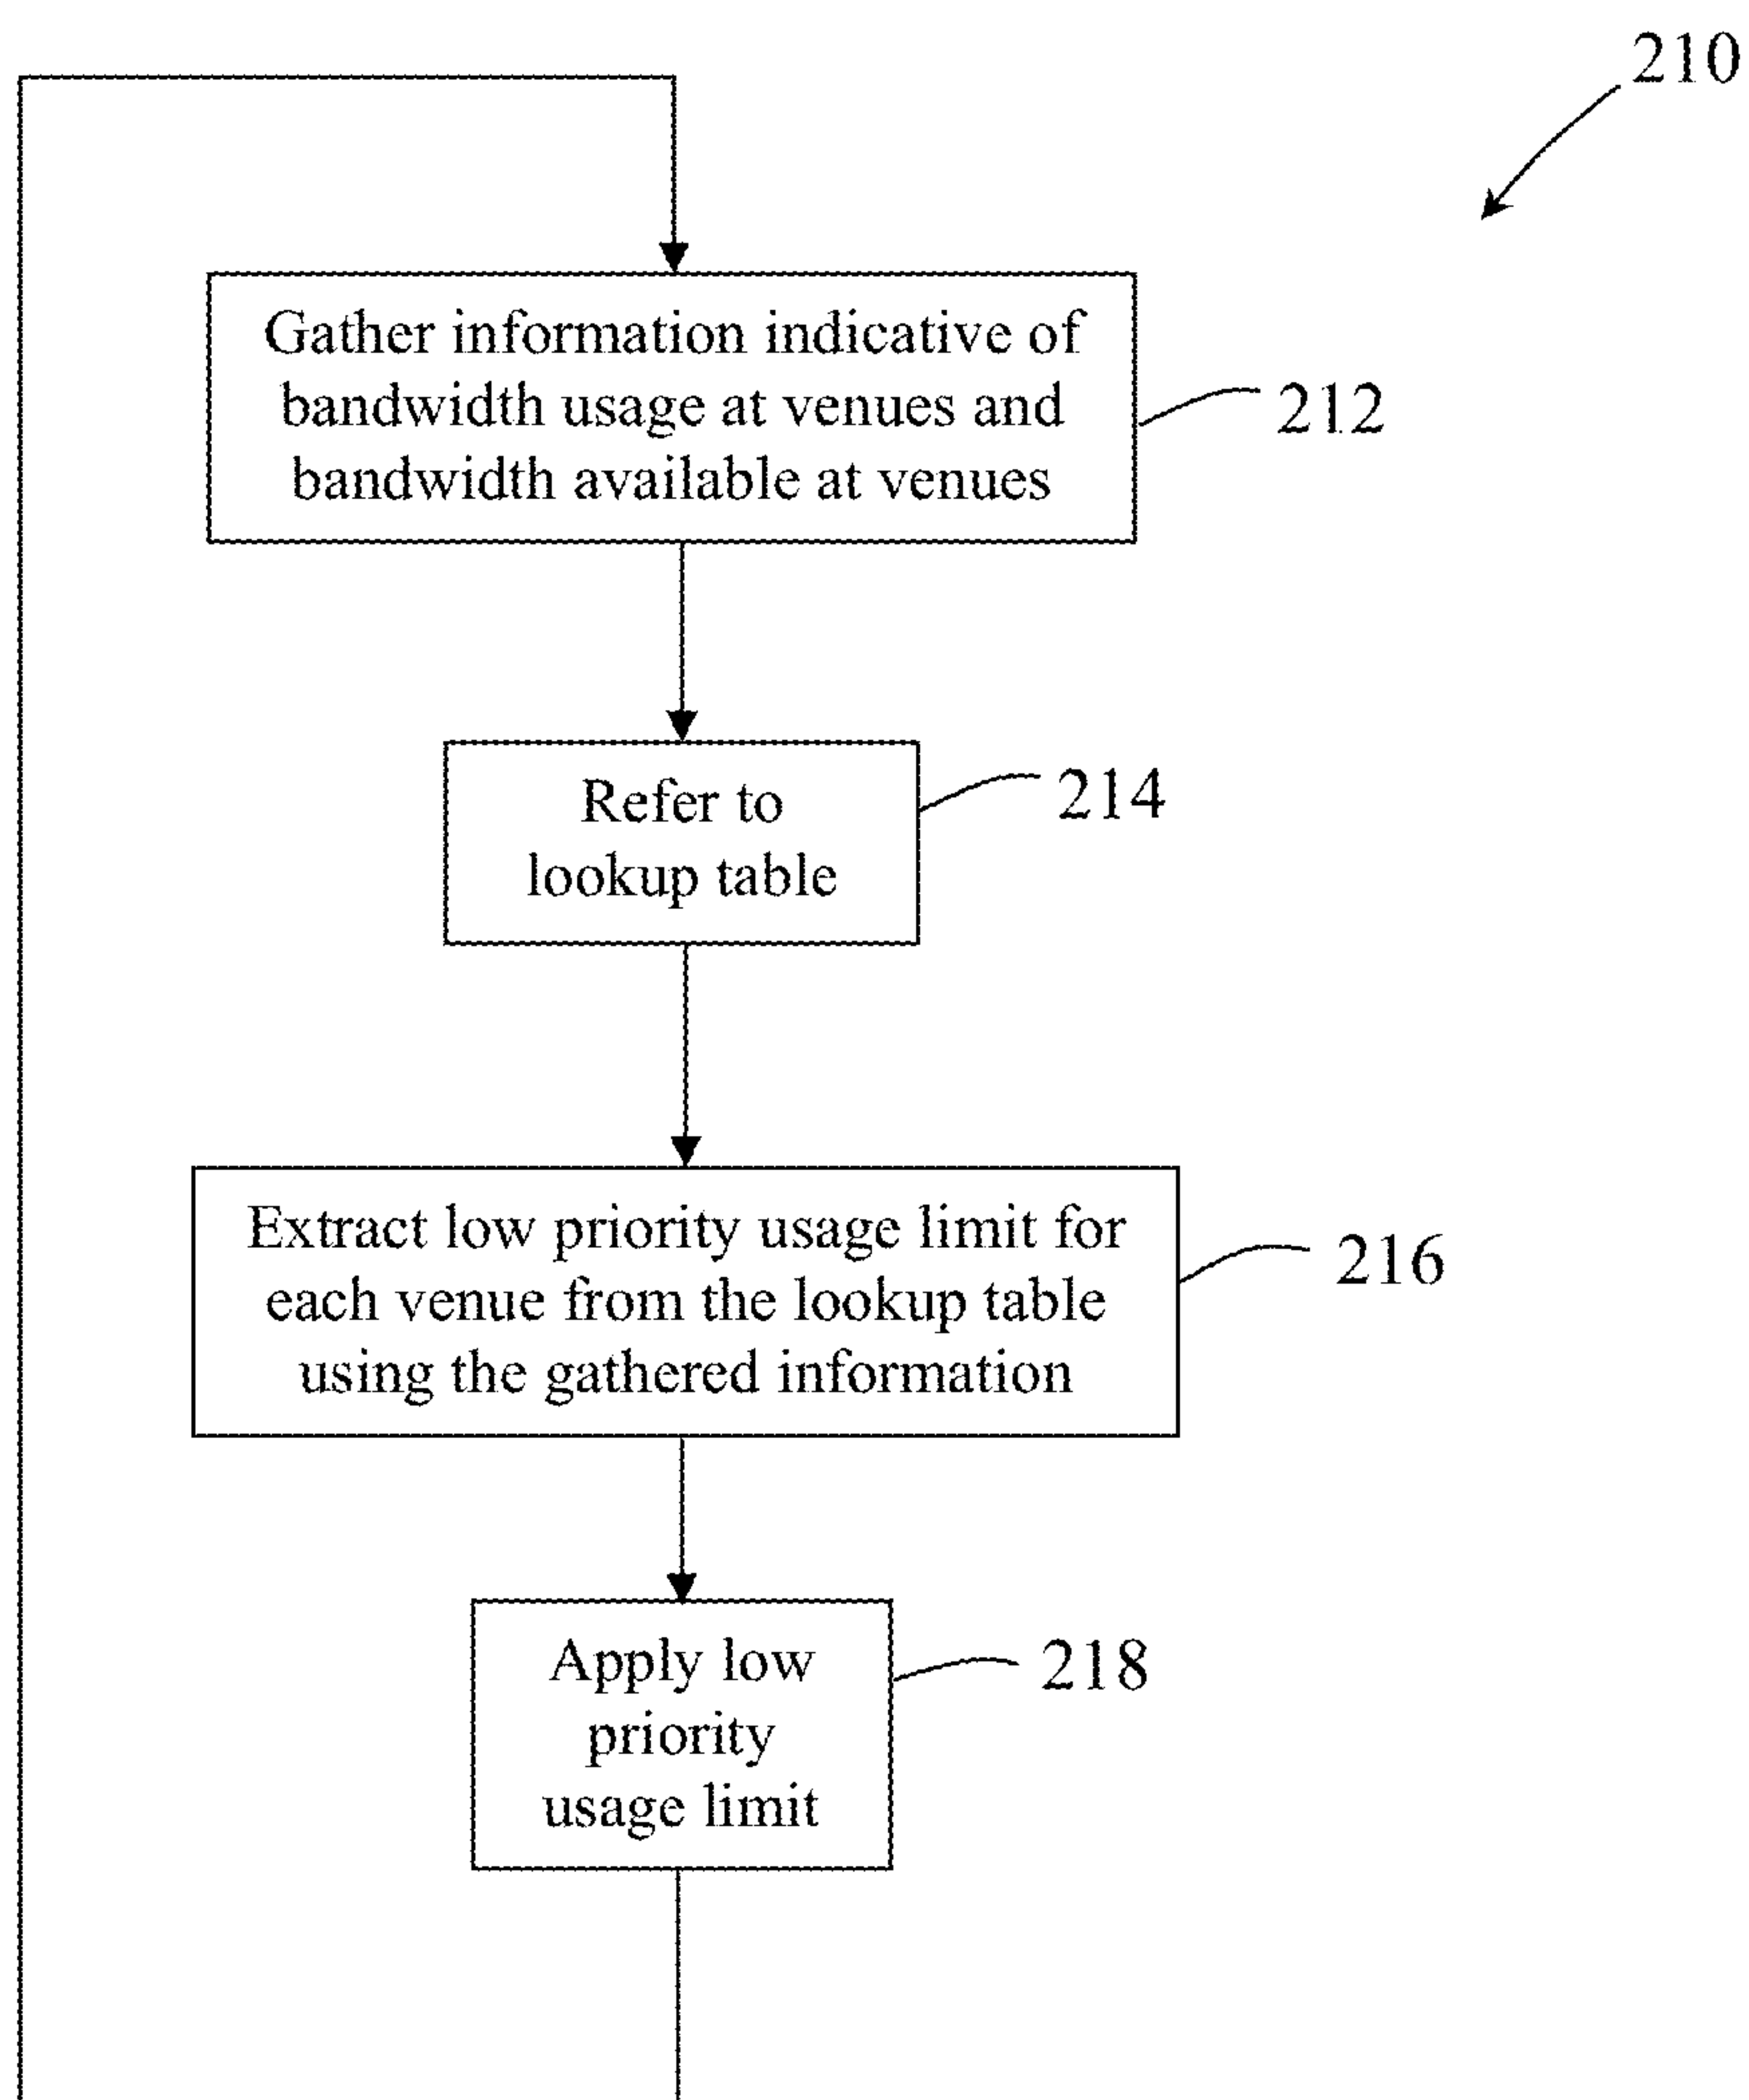 210
Gather information indicative of
bandwidth usage at venues and
bandwidth available at venues
212
Refer to
lookup table
214
Extract low priority usage limit for
each venue from the lookup table
using the gathered information
216
Apply low
priority
usage limit
218